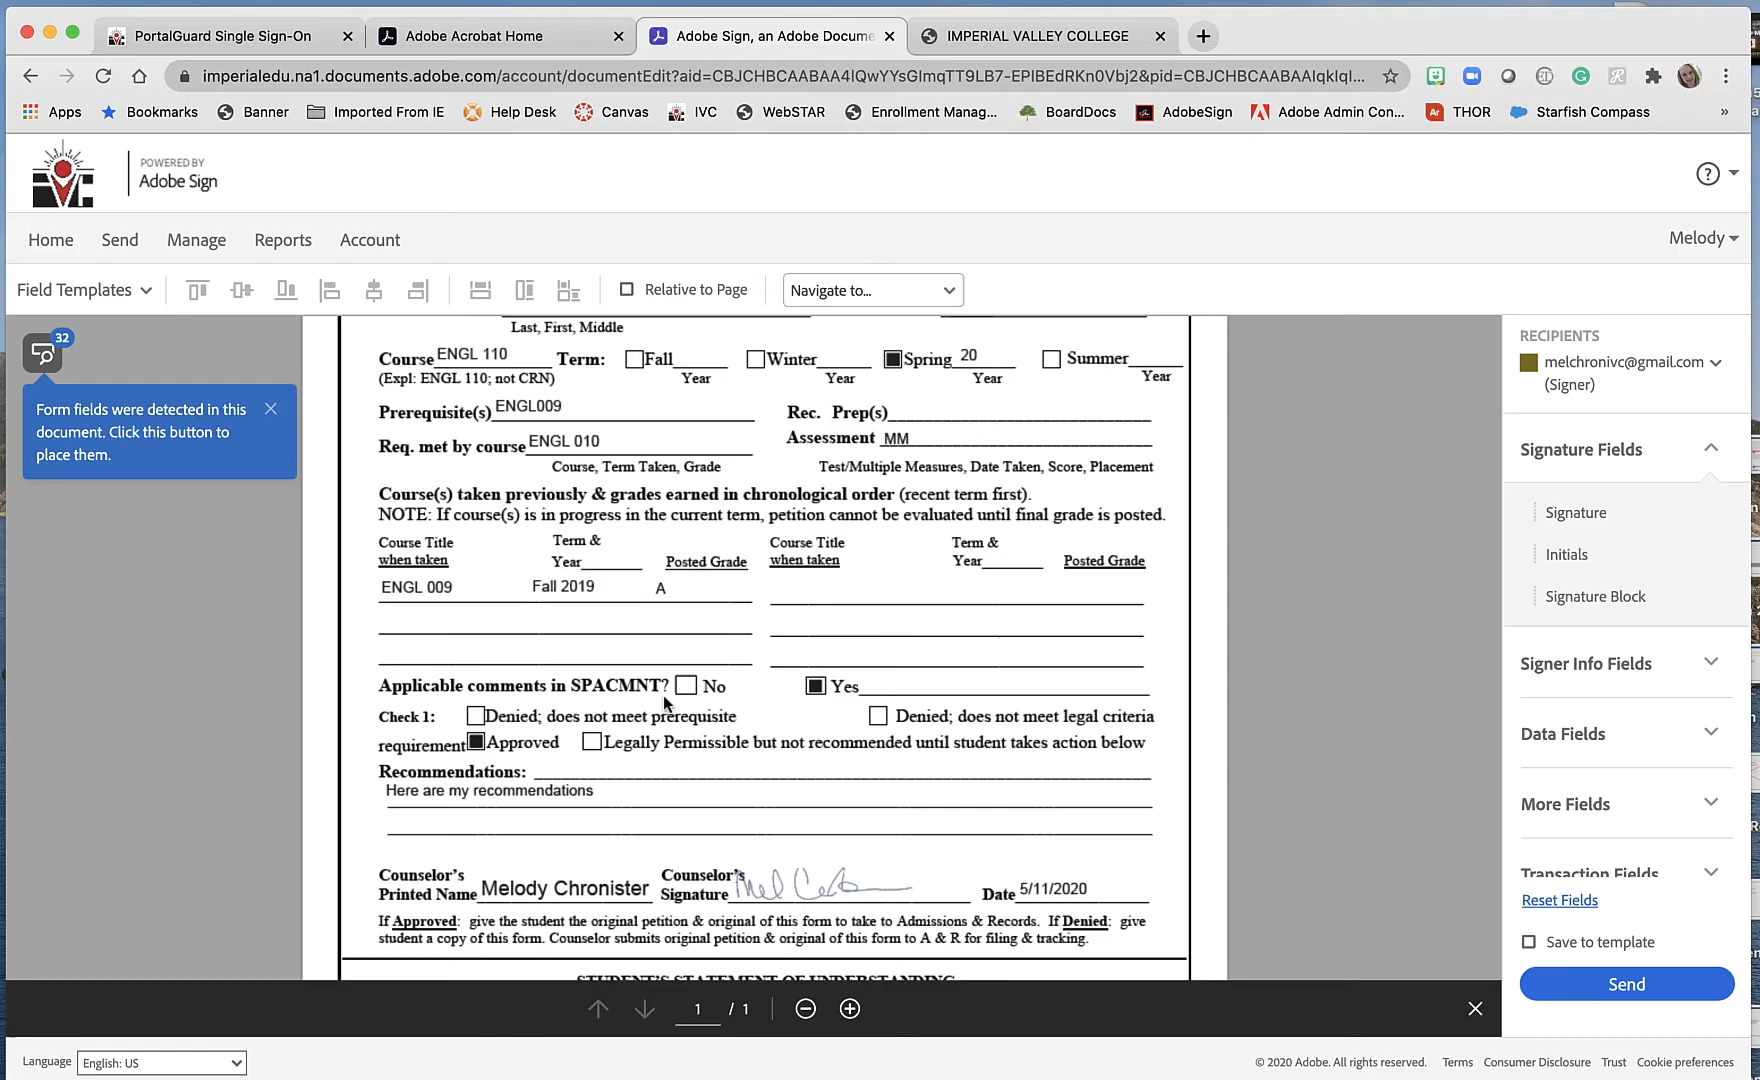 PortalGuard Single Sign-On
Adobe Acrobat Home
Adobe Sign, an Adobe Docume
IMPERIAL VALLEY COLLEGE
imperialedu.na1.documents.adobe.com/account/documentEdit?
Apps Bookmarks Banner Imported From IE Help Desk Canvas IVC WebSTAR Enrollment Manag... BoardDocs AdobeSign Adobe Admin Con... THOR Starfish Compass »
POWERED BY
Adobe Sign
Home Send Manage Reports Account
Melody
Field Templates
Relative to Page
Navigate to...
32
Form fields were detected in this
document. Click this button to
place them.
Last, First, Middle
Course ENGL 110 Term: Fall Winter Spring 20 Summer
(Expl: ENGL 110; not CRN) Year Year Year Year
Prerequisite(s) ENGL009 Rec. Prep(s)
Req. met by course ENGL 010 Assessment MM
Course, Term Taken, Grade Test/Multiple Measures, Date Taken, Score, Placement
Course(s) taken previously & grades earned in chronological order (recent term first).
NOTE: If course(s) is in progress in the current term, petition cannot be evaluated until final grade is posted.
Course Title Term & Course Title Term &
when taken Year Posted Grade when taken Year Posted Grade
ENGL 009 Fall 2019 A
Applicable comments in SPACMNT? No Yes
Check 1: Denied; does not meet prerequisite Denied; does not meet legal criteria
requirement Approved Legally Permissible but not recommended until student takes action below
Recommendations:
Here are my recommendations
Counselor's Counselor's
Printed Name Melody Chronister Signature Date 5/11/2020
If Approved: give the student the original petition & original of this form to take to Admissions & Records. If Denied: give
student a copy of this form. Counselor submits original petition & original of this form to A & R for filing & tracking.
STUDENT'S STATEMENT OF UNDERSTANDING
RECIPIENTS
melchronivc@gmail.com
(Signer)
Signature Fields
Signature
Initials
Signature Block
Signer Info Fields
Data Fields
More Fields
Transaction Fields
Reset Fields
Save to template
Send
1 / 1
Language English: US
© 2020 Adobe. All rights reserved. Terms Consumer Disclosure Trust Cookie preferences